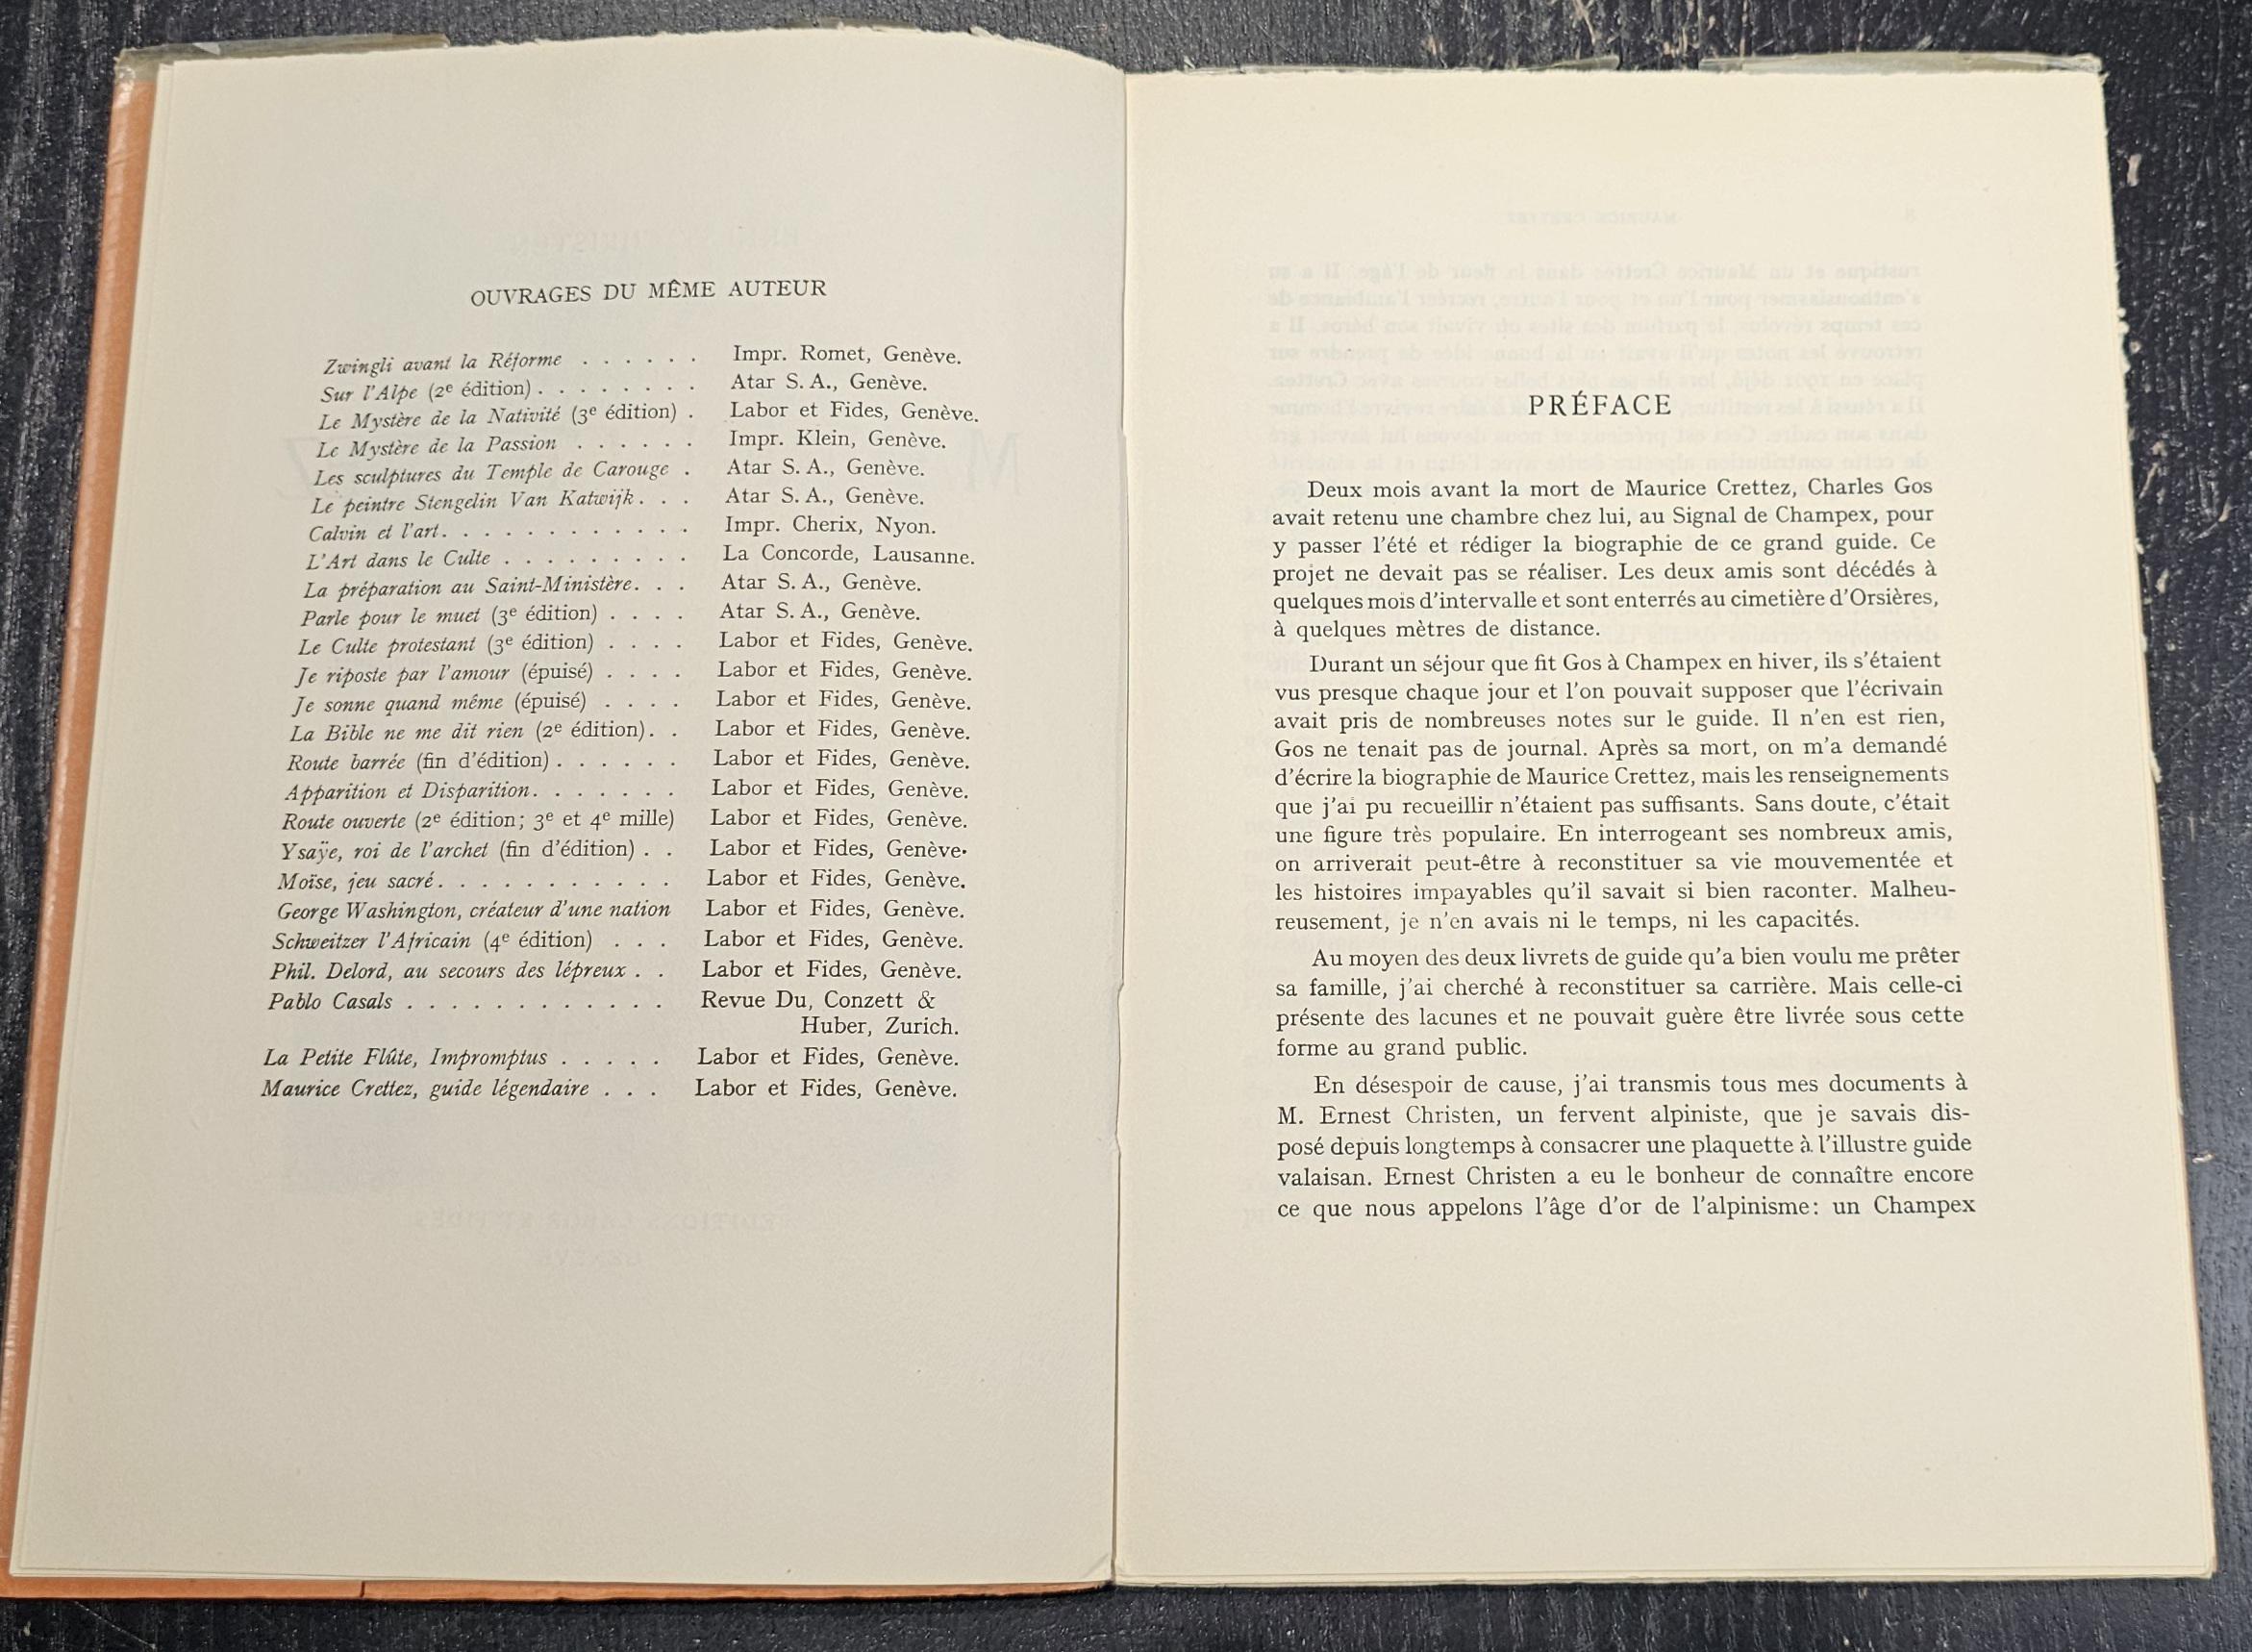 OUVRAGES DU MÊME AUTEUR
Zwingli avant la Réforme . . . . . . Impr. Romet, Genève.
Sur l'Alpe (2e édition) . . . . . . . . Atar S. A., Genève.
Le Mystère de la Nativité (3e édition) . Labor et Fides, Genève.
Le Mystère de la Passion . . . . . . Impr. Klein, Genève.
Les sculptures du Temple de Carouge . Atar S. A., Genève.
Le peintre Stengelin Van Katwijk . . . Atar S. A., Genève.
Calvin et l'art . . . . . . . . . . . . Impr. Cherix, Nyon.
L'Art dans le Culte . . . . . . . . . La Concorde, Lausanne.
La préparation au Saint-Ministère . . . Atar S. A., Genève.
Parle pour le muet (3e édition) . . . . Atar S. A., Genève.
Le Culte protestant (3e édition) . . . . Labor et Fides, Genève.
Je riposte par l'amour (épuisé) . . . . Labor et Fides, Genève.
Je sonne quand même (épuisé) . . . . Labor et Fides, Genève.
La Bible ne me dit rien (2e édition) . . Labor et Fides, Genève.
Route barrée (fin d'édition) . . . . . . Labor et Fides, Genève.
Apparition et Disparition . . . . . . . Labor et Fides, Genève.
Route ouverte (2e édition; 3e et 4e mille) Labor et Fides, Genève.
Ysaÿe, roi de l'archet (fin d'édition) . . Labor et Fides, Genève.
Moïse, jeu sacré . . . . . . . . . . . Labor et Fides, Genève.
George Washington, créateur d'une nation Labor et Fides, Genève.
Schweitzer l'Africain (4e édition) . . . Labor et Fides, Genève.
Phil. Delord, au secours des lépreux . . Labor et Fides, Genève.
Pablo Casals . . . . . . . . . . . . Revue Du, Conzett &
Huber, Zurich.
La Petite Flûte, Impromptus . . . . . Labor et Fides, Genève.
Maurice Crettez, guide légendaire . . . Labor et Fides, Genève.
PRÉFACE
Deux mois avant la mort de Maurice Crettez, Charles Gos
avait retenu une chambre chez lui, au Signal de Champex, pour
y passer l'été et rédiger la biographie de ce grand guide. Ce
projet ne devait pas se réaliser. Les deux amis sont décédés à
quelques mois d'intervalle et sont enterrés au cimetière d'Orsières,
à quelques mètres de distance.
Durant un séjour que fit Gos à Champex en hiver, ils s'étaient
vus presque chaque jour et l'on pouvait supposer que l'écrivain
avait pris de nombreuses notes sur le guide. Il n'en est rien,
Gos ne tenait pas de journal. Après sa mort, on m'a demandé
d'écrire la biographie de Maurice Crettez, mais les renseignements
que j'ai pu recueillir n'étaient pas suffisants. Sans doute, c'était
une figure très populaire. En interrogeant ses nombreux amis,
on arriverait peut-être à reconstituer sa vie mouvementée et
les histoires impayables qu'il savait si bien raconter. Malheu-
reusement, je n'en avais ni le temps, ni les capacités.
Au moyen des deux livrets de guide qu'a bien voulu me prêter
sa famille, j'ai cherché à reconstituer sa carrière. Mais celle-ci
présente des lacunes et ne pouvait guère être livrée sous cette
forme au grand public.
En désespoir de cause, j'ai transmis tous mes documents à
M. Ernest Christen, un fervent alpiniste, que je savais dis-
posé depuis longtemps à consacrer une plaquette à l'illustre guide
valaisan. Ernest Christen a eu le bonheur de connaître encore
ce que nous appelons l'âge d'or de l'alpinisme: un Champex